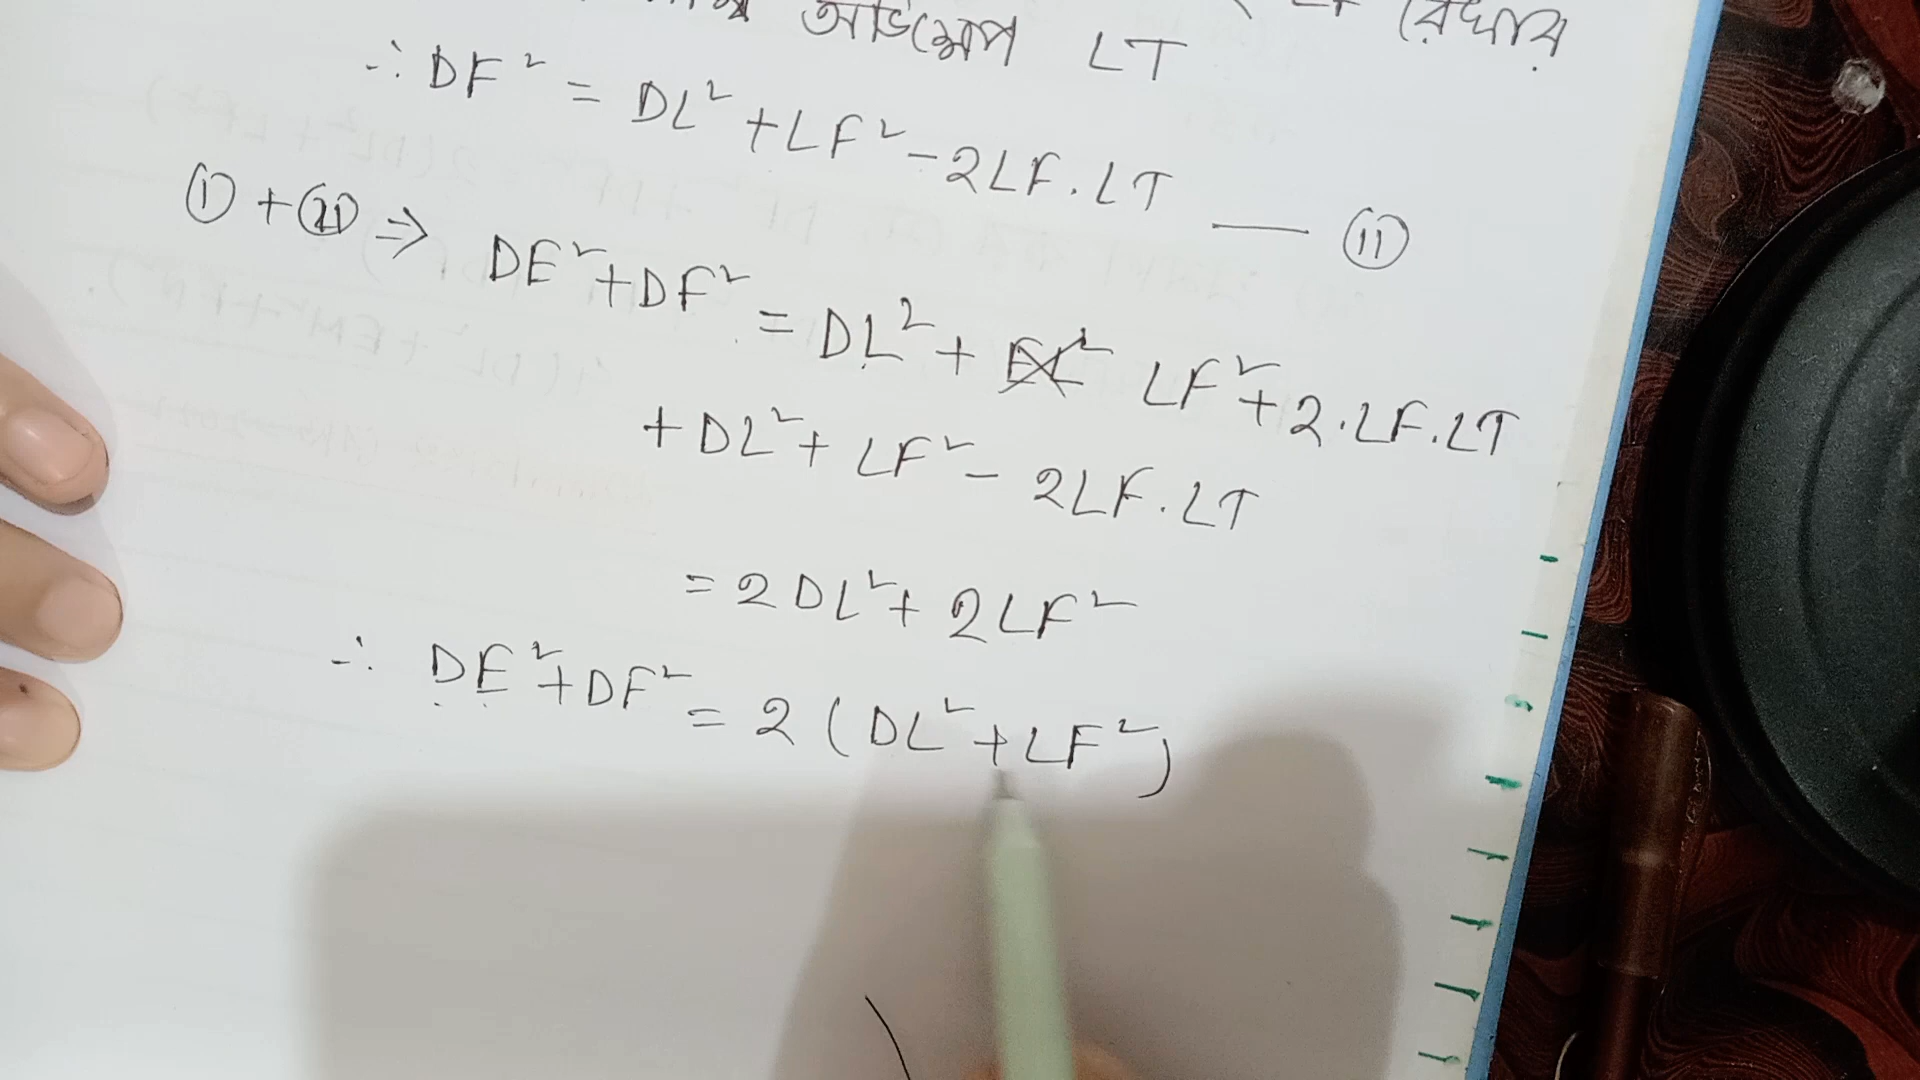 অভিক্ষেপ LT রেখার
∴ DF² = DL² + LF² - 2LF.LT —— (ii)
(i) + (ii) ⇒ DE² + DF² = DL² + LF² + 2.LF.LT
+ DL² + LF² - 2LF.LT
= 2DL² + 2LF²
∴ DE² + DF² = 2(DL² + LF²)